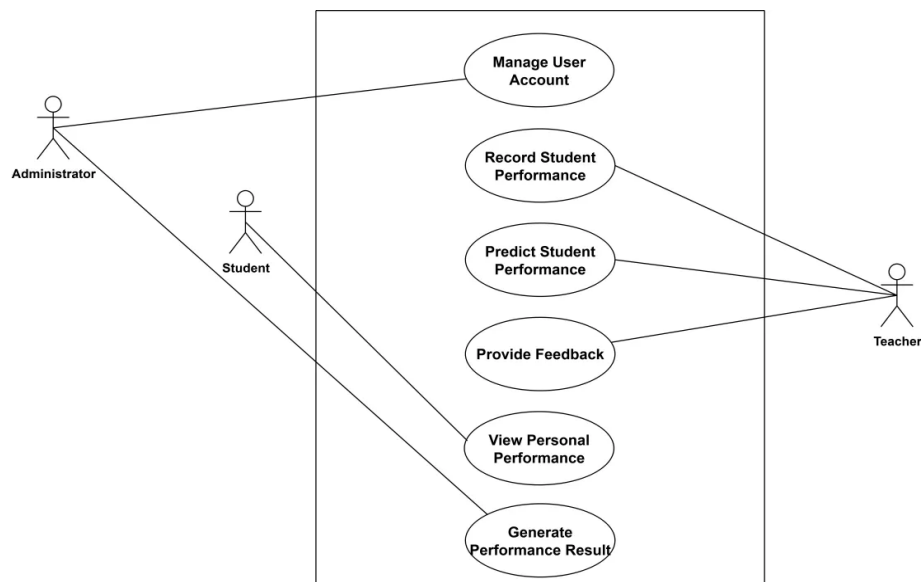 Manage User
Account
Administrator
Record Student
Performance
Student
Predict Student
Performance
Teacher
Provide Feedback
View Personal
Performance
Generate
Performance Result